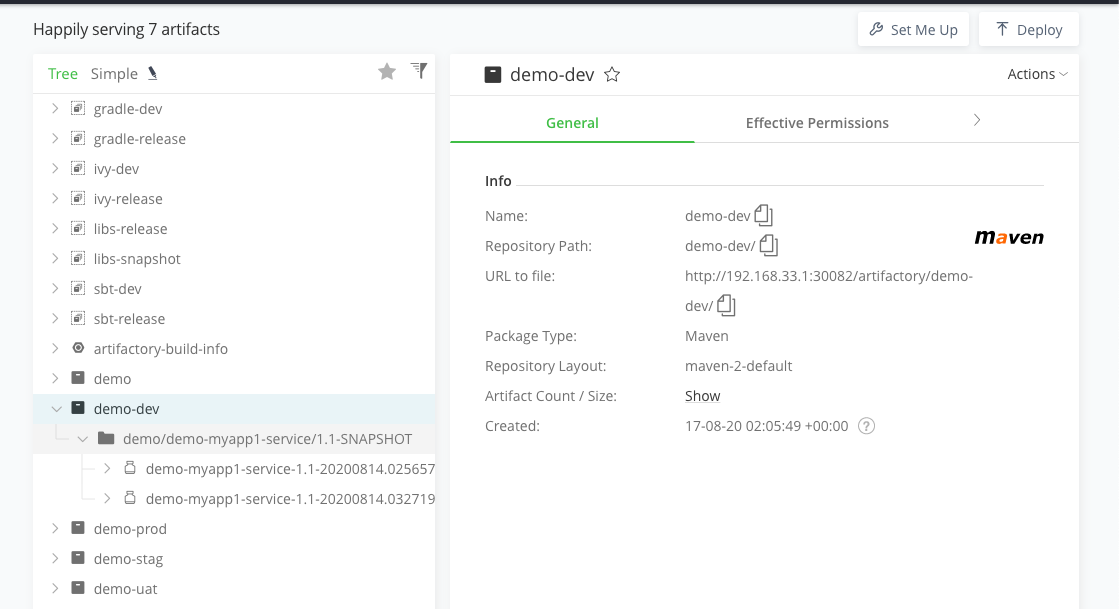 Happily serving 7 artifacts
Set Me Up
Deploy
Tree Simple
gradle-dev
gradle-release
ivy-dev
ivy-release
libs-release
libs-snapshot
sbt-dev
sbt-release
artifactory-build-info
demo
demo-dev
demo/demo-myapp1-service/1.1-SNAPSHOT
demo-myapp1-service-1.1-20200814.025657
demo-myapp1-service-1.1-20200814.032719
demo-prod
demo-stag
demo-uat
demo-dev
Actions
General Effective Permissions
Info
Name: demo-dev
Repository Path: demo-dev/
maven
URL to file: http://192.168.33.1:30082/artifactory/demo-
dev/
Package Type: Maven
Repository Layout: maven-2-default
Artifact Count / Size: Show
Created: 17-08-20 02:05:49 +00:00 ?